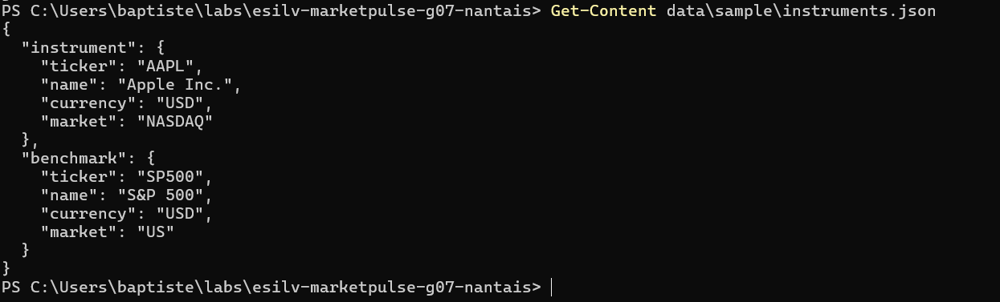 PS C:\Users\baptiste\labs\esilv-marketpulse-g07-nantais> Get-Content data\sample\instruments.json
{
  "instrument": {
    "ticker": "AAPL",
    "name": "Apple Inc.",
    "currency": "USD",
    "market": "NASDAQ"
  },
  "benchmark": {
    "ticker": "SP500",
    "name": "S&P 500",
    "currency": "USD",
    "market": "US"
  }
}
PS C:\Users\baptiste\labs\esilv-marketpulse-g07-nantais>